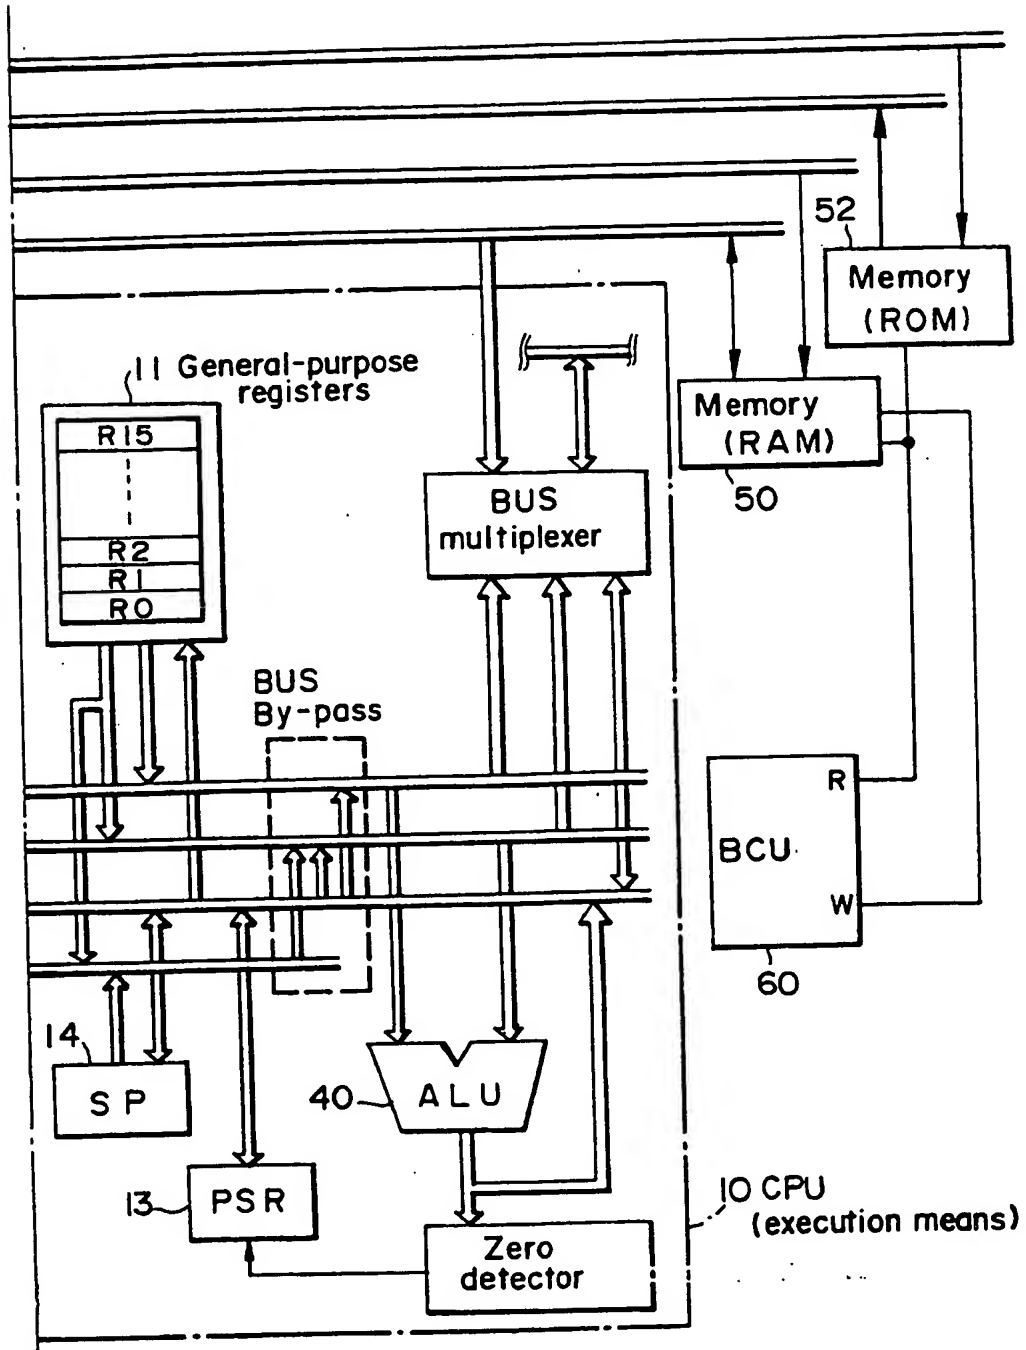 52
Memory
(ROM)
11 General-purpose
registers
R15
R2
R1
R0
BUS
multiplexer
Memory
(RAM)
50
BUS
By-pass
R
BCU
W
60
14
SP
40
ALU
13
PSR
Zero
detector
10 CPU
(execution means)